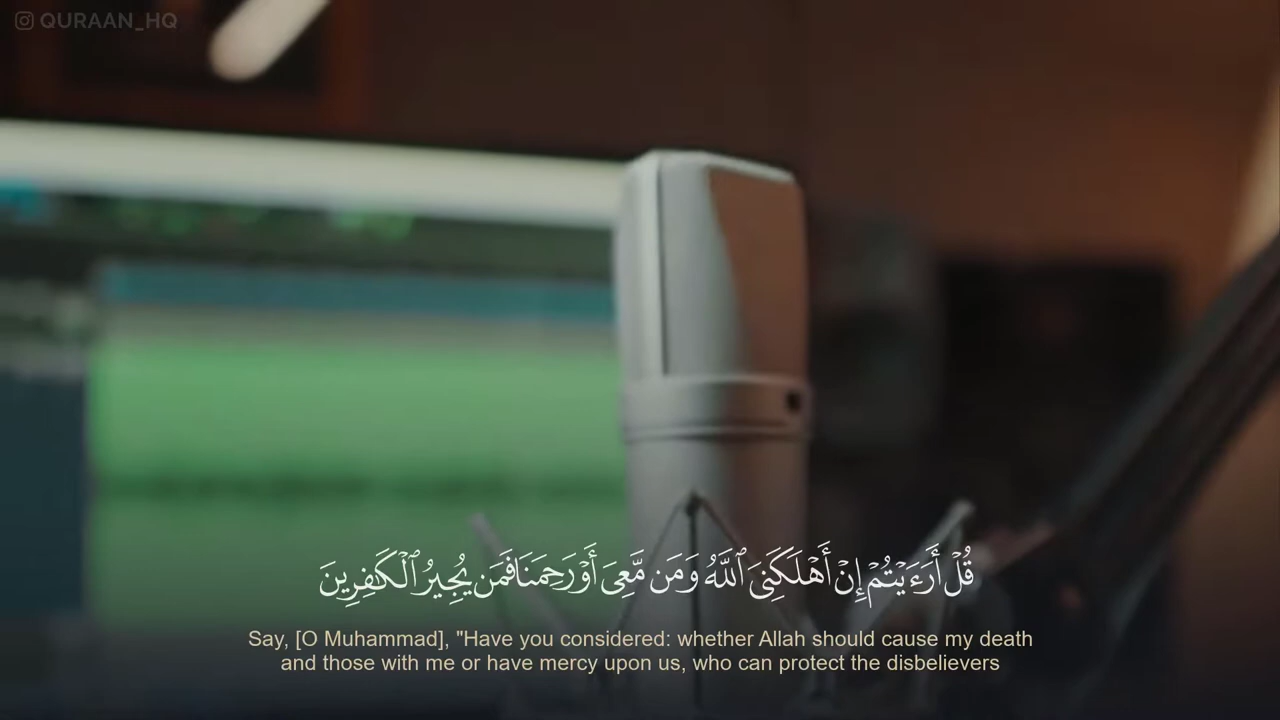 QURAAN_HQ
قُلْ أَرَءَيْتُمْ إِنْ أَهْلَكَنِىَ ٱللَّهُ وَمَن مَّعِىَ أَوْ رَحِمَنَا فَمَن يُجِيرُ ٱلْكَٰفِرِينَ
Say, [O Muhammad], "Have you considered: whether Allah should cause my death
and those with me or have mercy upon us, who can protect the disbelievers